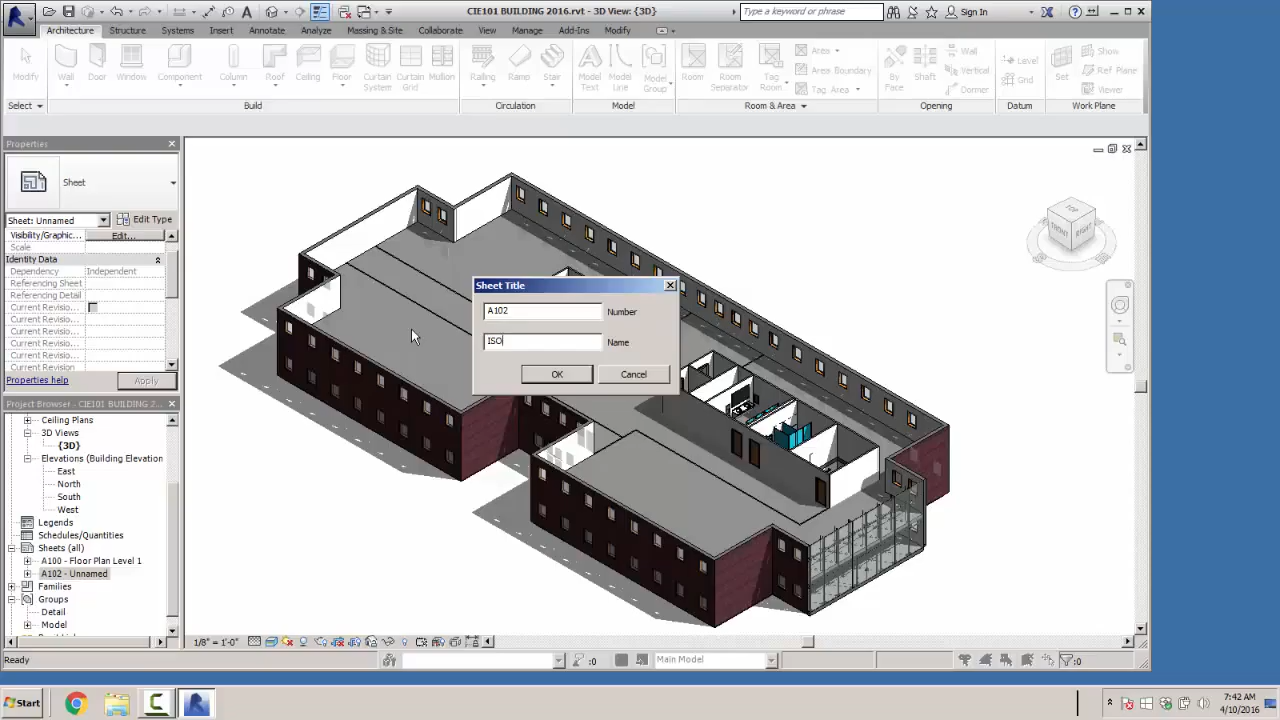 CIE101 BUILDING 2016.rvt - 3D View: {3D}
Type a keyword or phrase
Sign In
Architecture Structure Systems Insert Annotate Analyze Massing & Site Collaborate View Manage Add-Ins Modify
Modify Wall Door Window Component Column Roof Ceiling Floor Curtain System Curtain Grid Mullion Railing Ramp Stair Model Text Model Line Model Group Room Room Separator Tag Room Area Area Boundary Tag Area By Face Shaft Wall Vertical Dormer Level Grid Set Show Ref Plane Viewer
Select Build Circulation Model Room & Area Opening Datum Work Plane
Properties
Sheet
Sheet: Unnamed Edit Type
Visibility/Graphic... Edit...
Scale
Identity Data
Dependency Independent
Referencing Sheet
Referencing Detail
Current Revisio...
Current Revisio...
Current Revisio...
Current Revisio...
Current Revisio...
Current Revision
Properties help Apply
Project Browser - CIE101 BUILDING 2...
Ceiling Plans
3D Views
{3D}
Elevations (Building Elevation
East
North
South
West
Legends
Schedules/Quantities
Sheets (all)
A100 - Floor Plan Level 1
A102 - Unnamed
Families
Groups
Detail
Model
Sheet Title
A102 Number
ISO Name
OK Cancel
TOP
FRONT RIGHT
1/8" = 1'-0"
Ready
:0
Main Model
:0
Start
7:42 AM
4/10/2016